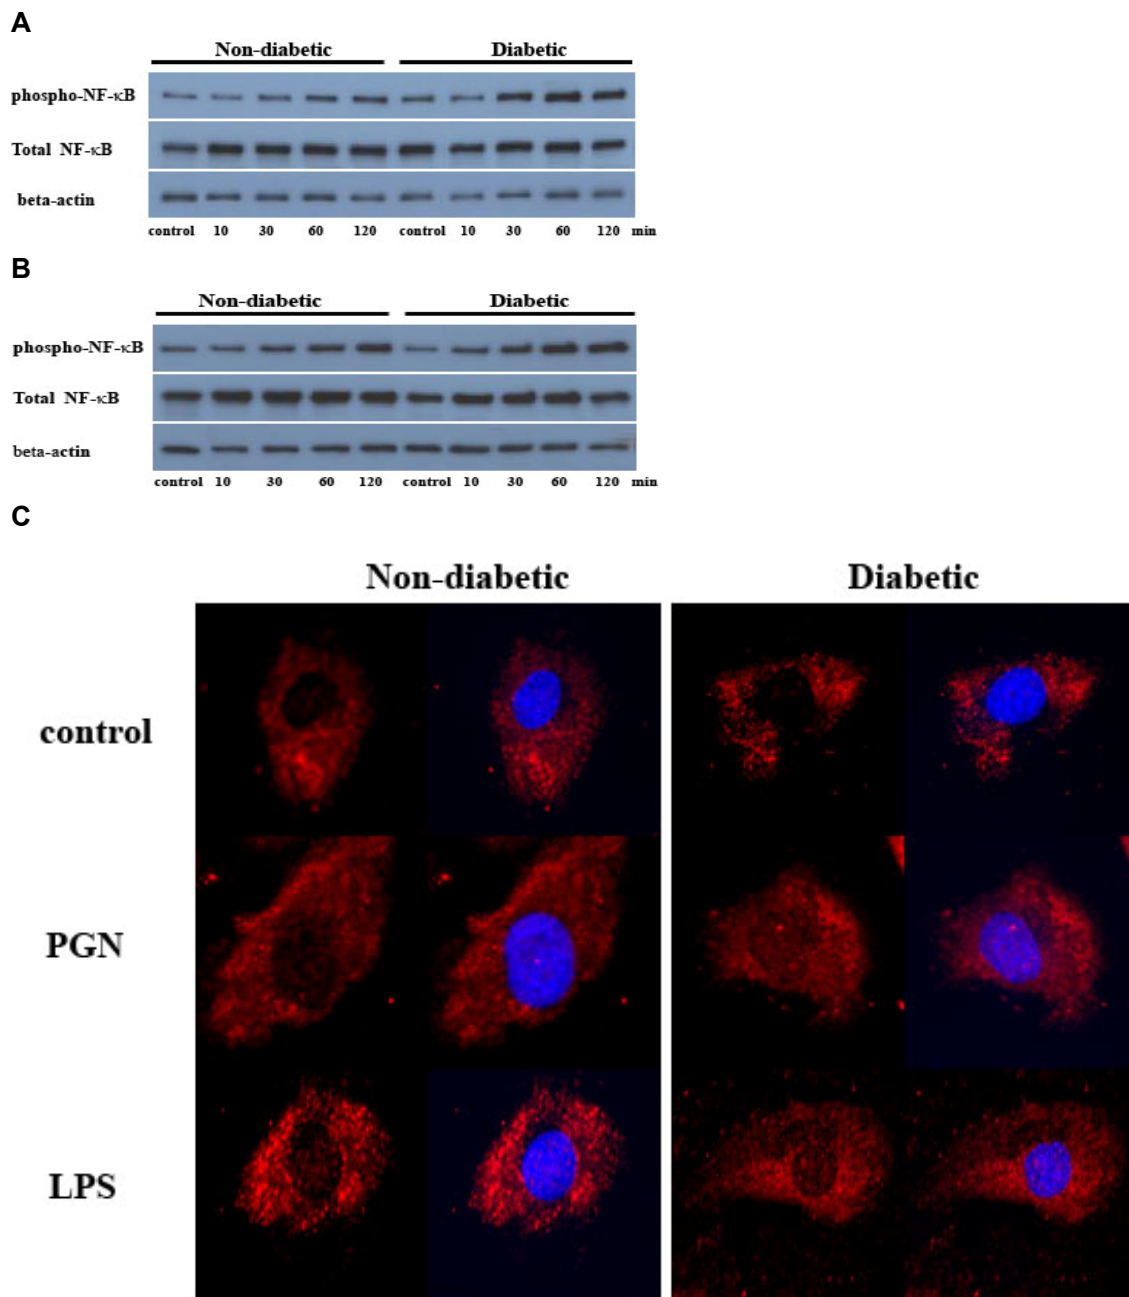 A
Non-diabetic Diabetic
phospho-NF-κB
Total NF-κB
beta-actin
control 10 30 60 120 control 10 30 60 120 min
B
Non-diabetic Diabetic
phospho-NF-κB
Total NF-κB
beta-actin
control 10 30 60 120 control 10 30 60 120 min
C
Non-diabetic Diabetic
control
PGN
LPS